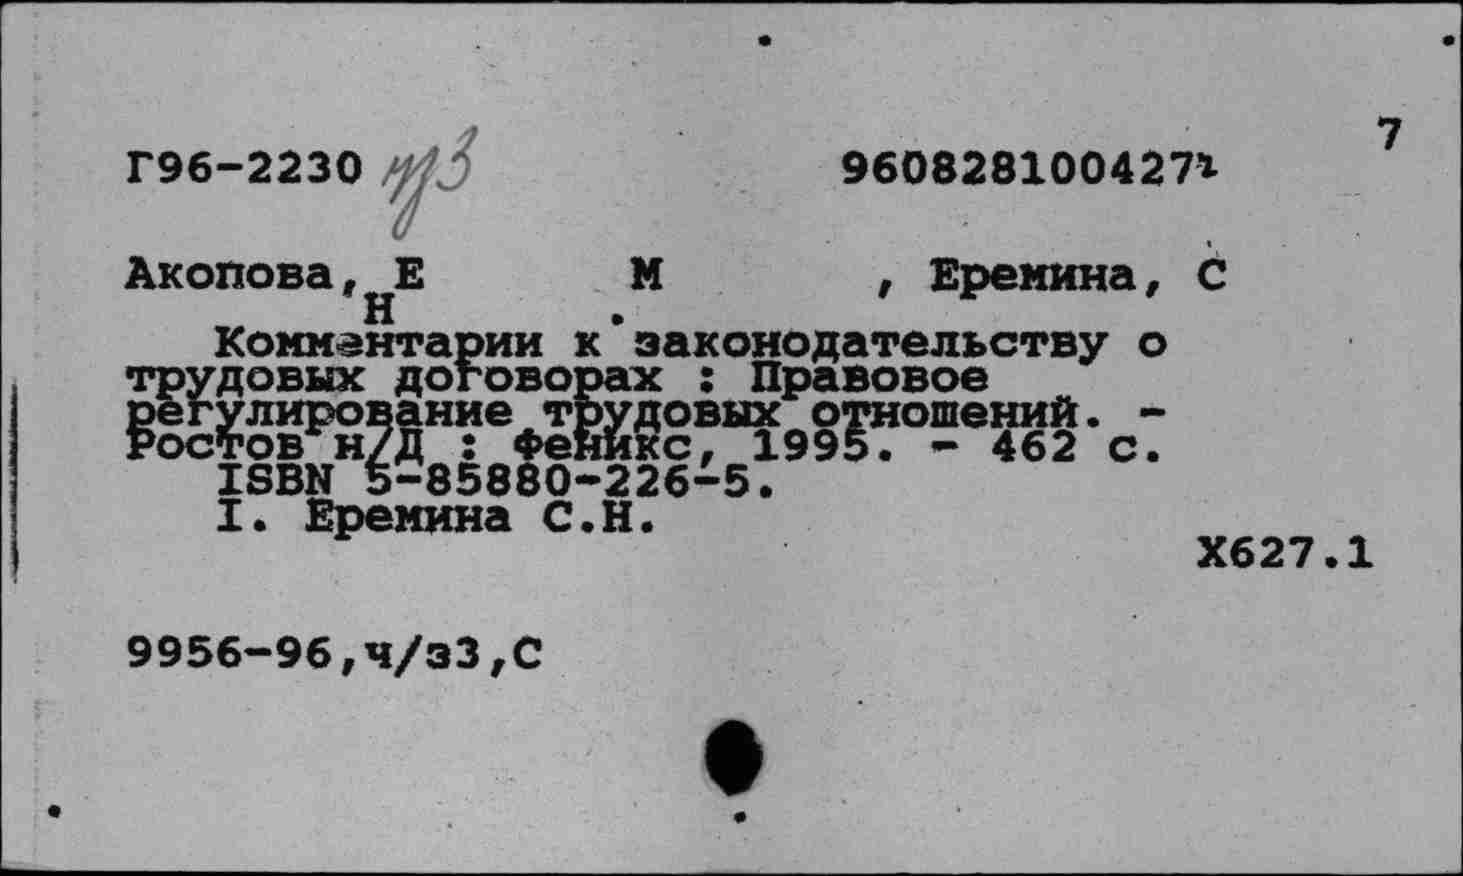 7
Г96-2230 9608281004271
Акопова, Е М , Еремина, С
Н .
Комментарии к законодательству о
трудовых договорах : Правовое
регулирование трудовых отношений. -
Ростов н/Д : Феникс, 1995. - 462 с.
ISBN 5-85880-226-5.
I. Еремина С.Н.
Х627.1
9956-96,ч/з3,С